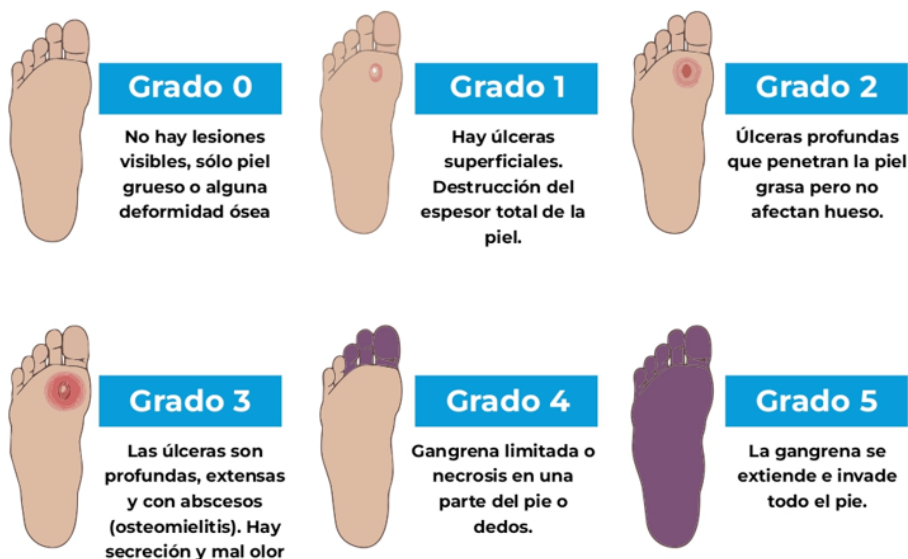 Grado 0
No hay lesiones
visibles, sólo piel
grueso o alguna
deformidad ósea
Grado 1
Hay úlceras
superficiales.
Destrucción del
espesor total de la
piel.
Grado 2
Úlceras profundas
que penetran la piel
grasa pero no
afectan hueso.
Grado 3
Las úlceras son
profundas, extensas
y con abscesos
(osteomielitis). Hay
secreción y mal olor
Grado 4
Gangrena limitada o
necrosis en una
parte del pie o
dedos.
Grado 5
La gangrena se
extiende e invade
todo el pie.